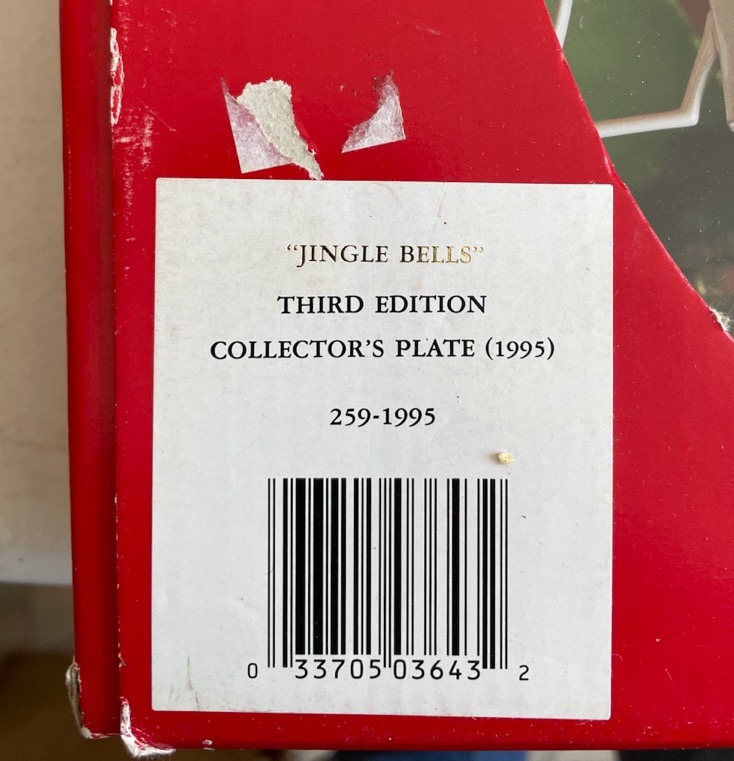 “JINGLE BELLS”
THIRD EDITION
COLLECTOR’S PLATE (1995)
259-1995
0 33705 03643 2